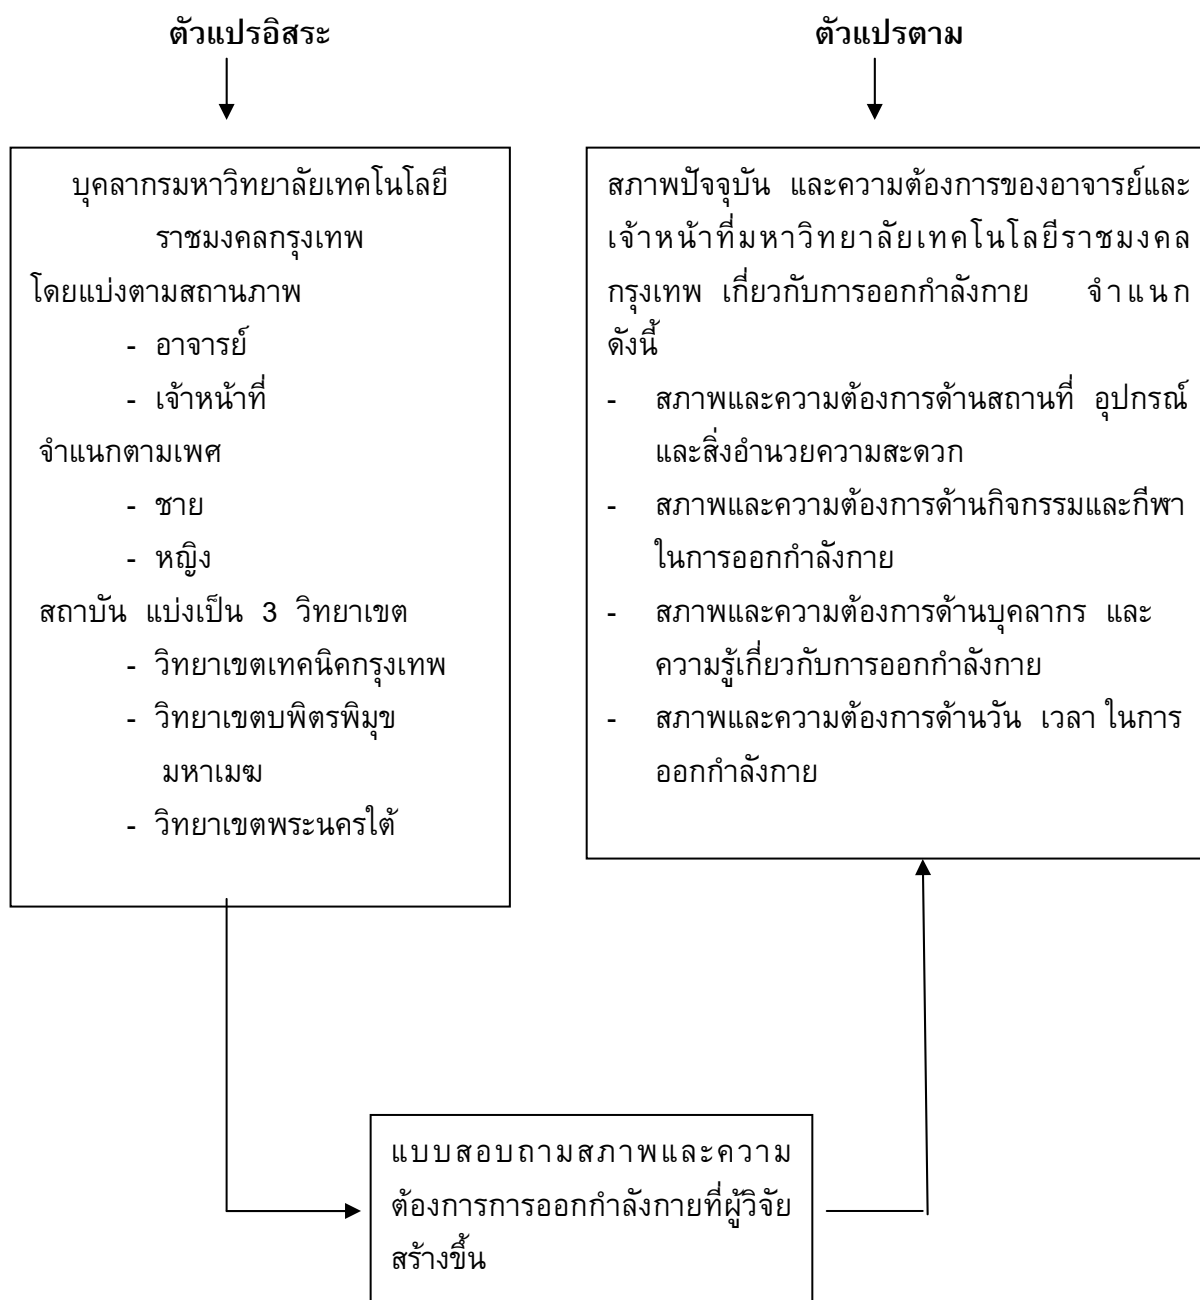 ตัวแปรอิสระ
ตัวแปรตาม
บุคลากรมหาวิทยาลัยเทคโนโลยี
ราชมงคลกรุงเทพ
โดยแบ่งตามสถานภาพ
- อาจารย์
- เจ้าหน้าที่
จำแนกตามเพศ
- ชาย
- หญิง
สถาบัน แบ่งเป็น 3 วิทยาเขต
- วิทยาเขตเทคนิคกรุงเทพ
- วิทยาเขตบพิตรพิมุข
มหาเมฆ
- วิทยาเขตพระนครใต้
สภาพปัจจุบัน และความต้องการของอาจารย์และ
เจ้าหน้าที่มหาวิทยาลัยเทคโนโลยีราชมงคล
กรุงเทพ เกี่ยวกับการออกกำลังกาย จำแนก
ดังนี้
- สภาพและความต้องการด้านสถานที่ อุปกรณ์
และสิ่งอำนวยความสะดวก
- สภาพและความต้องการด้านกิจกรรมและกีฬา
ในการออกกำลังกาย
- สภาพและความต้องการด้านบุคลากร และ
ความรู้เกี่ยวกับการออกกำลังกาย
- สภาพและความต้องการด้านวัน เวลา ในการ
ออกกำลังกาย
แบบสอบถามสภาพและความ
ต้องการการออกกำลังกายที่ผู้วิจัย
สร้างขึ้น